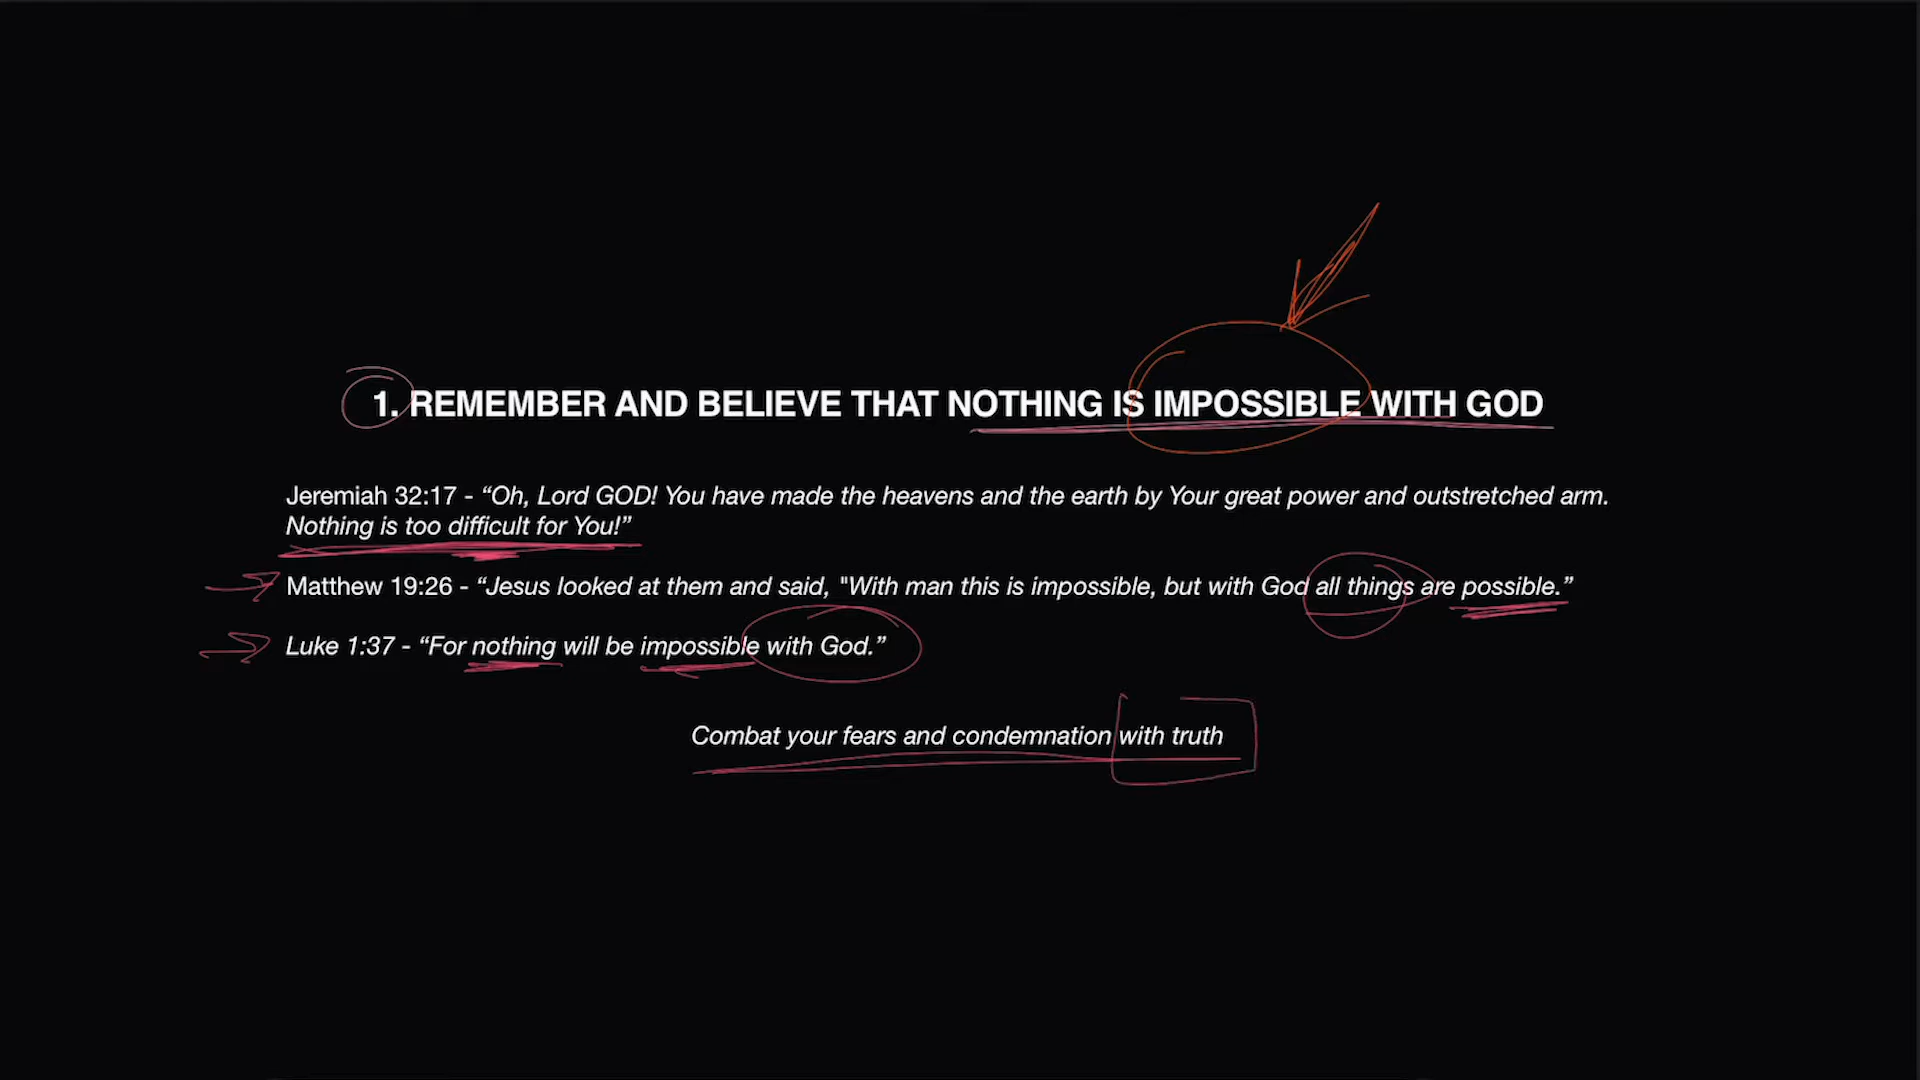 1. REMEMBER AND BELIEVE THAT NOTHING IS IMPOSSIBLE WITH GOD
Jeremiah 32:17 - “Oh, Lord GOD! You have made the heavens and the earth by Your great power and outstretched arm.
Nothing is too difficult for You!”
Matthew 19:26 - “Jesus looked at them and said, "With man this is impossible, but with God all things are possible.”
Luke 1:37 - “For nothing will be impossible with God.”
Combat your fears and condemnation with truth